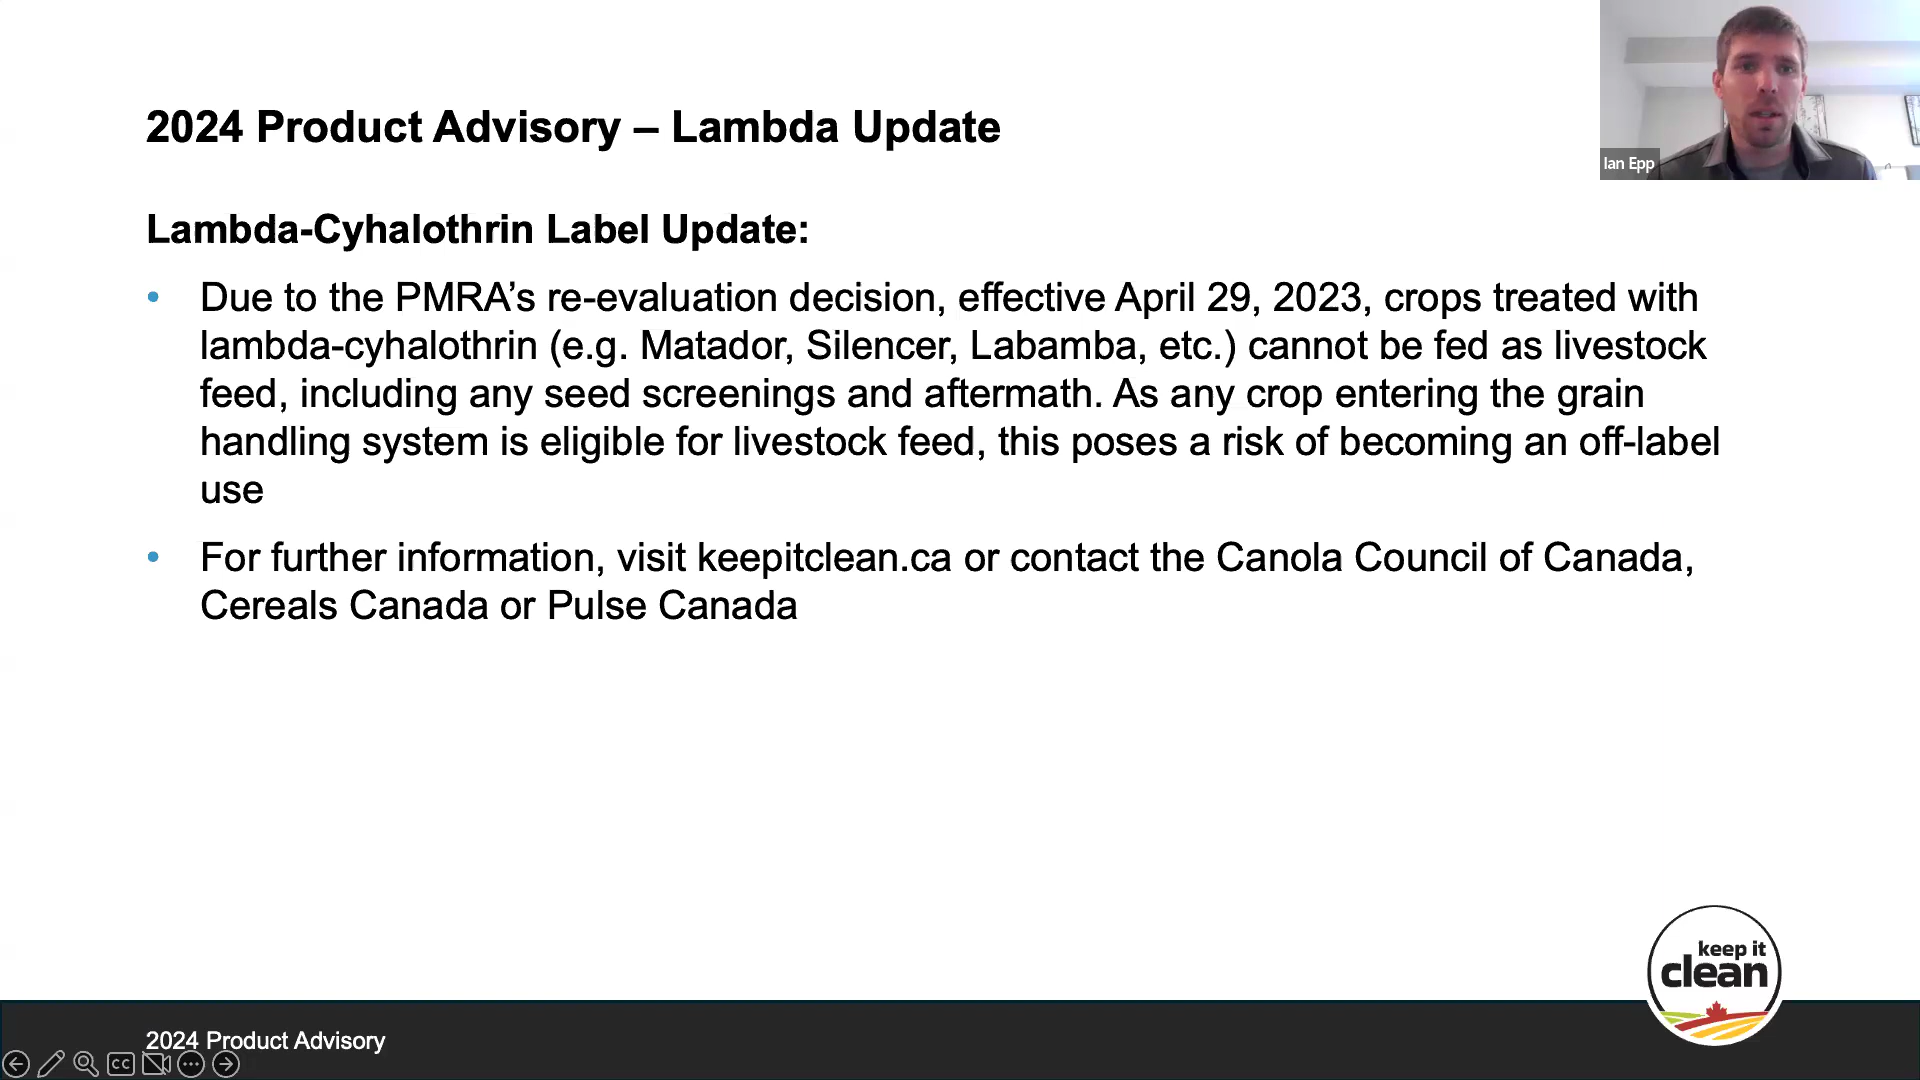 2024 Product Advisory – Lambda Update
Ian Epp
Lambda-Cyhalothrin Label Update:
• Due to the PMRA’s re-evaluation decision, effective April 29, 2023, crops treated with
lambda-cyhalothrin (e.g. Matador, Silencer, Labamba, etc.) cannot be fed as livestock
feed, including any seed screenings and aftermath. As any crop entering the grain
handling system is eligible for livestock feed, this poses a risk of becoming an off-label
use
• For further information, visit keepitclean.ca or contact the Canola Council of Canada,
Cereals Canada or Pulse Canada
keep it
clean
2024 Product Advisory
CC